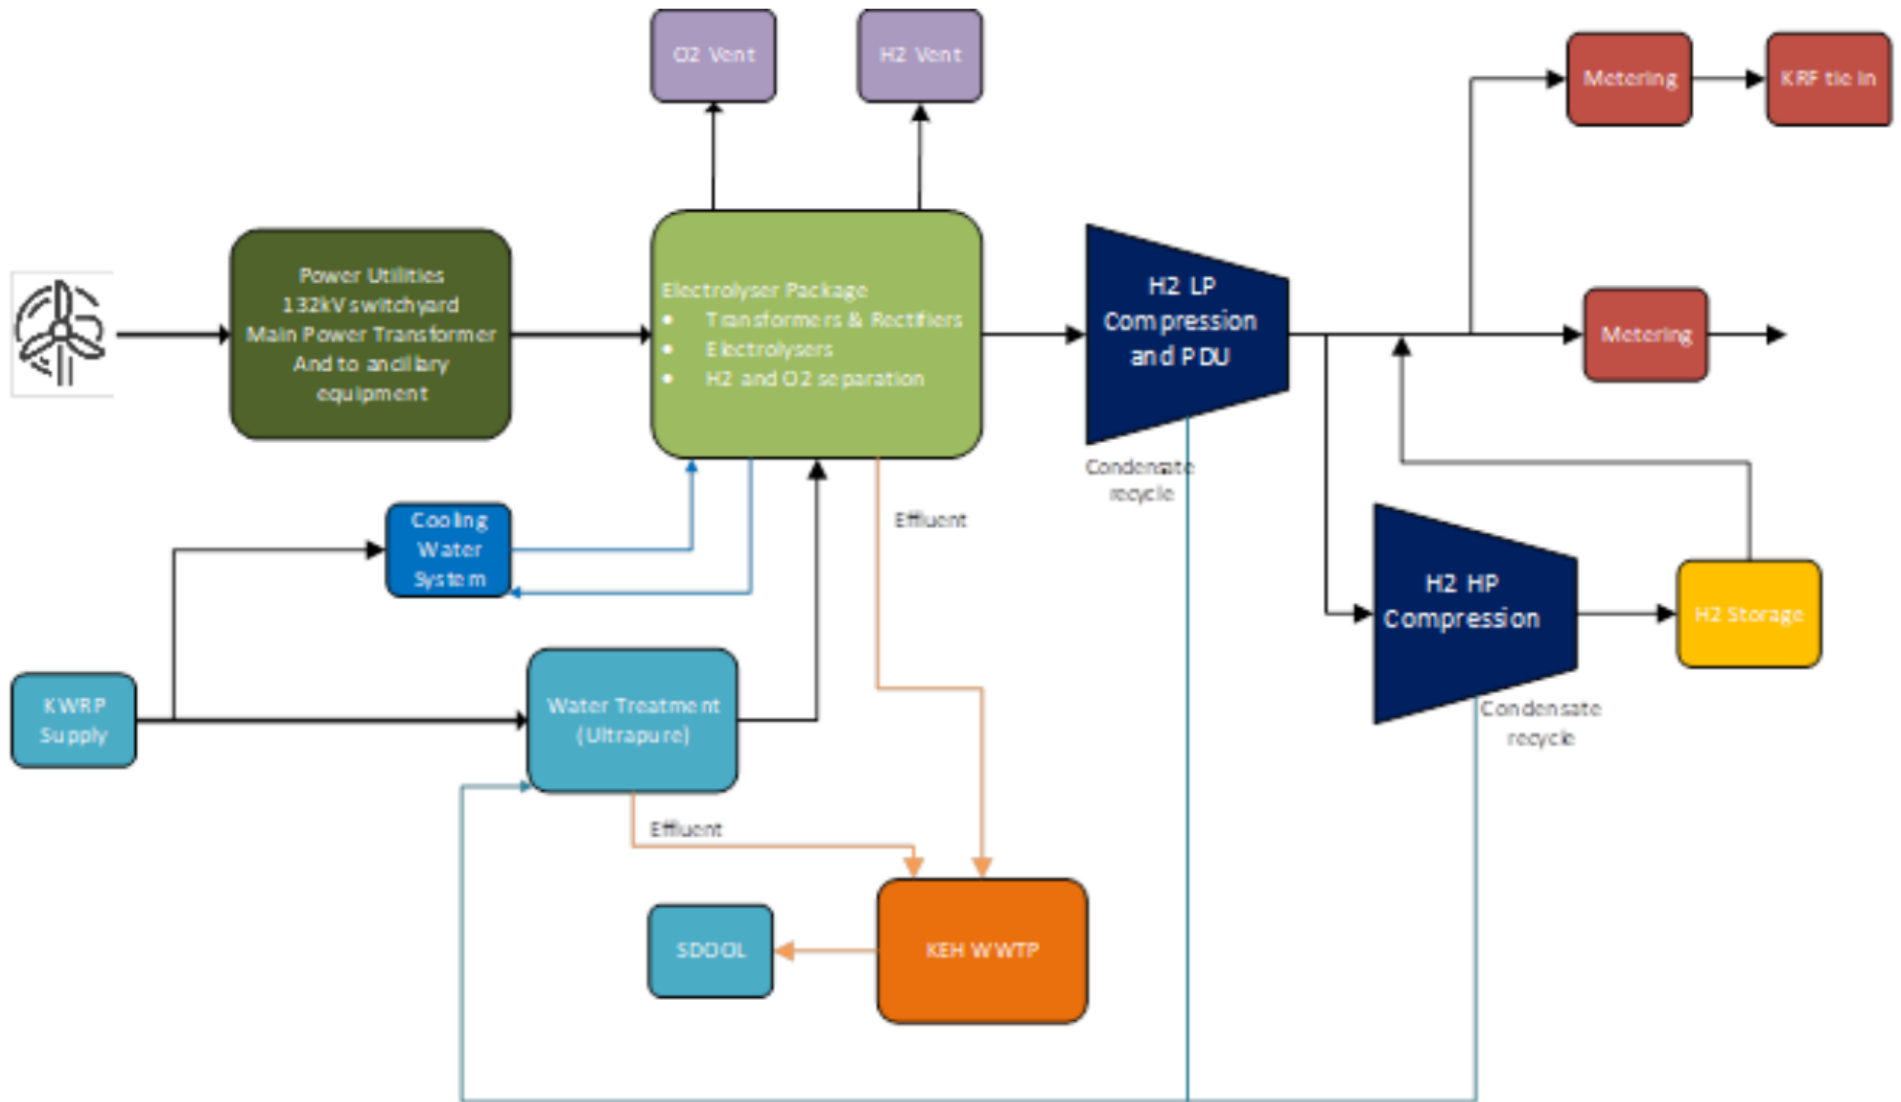 O2 Vent
H2 Vent
Metering
KRF tie in
Power Utilities
132kV switchyard
Main Power Transformer
And to ancillary
equipment
Electrolyser Package
• Transformers & Rectifiers
• Electrolysers
• H2 and O2 separation
H2 LP
Compression
and PDU
Metering
Condensate
recycle
Effluent
Cooling
Water
System
H2 HP
Compression
H2 Storage
Condensate
recycle
KWRP
Supply
Water Treatment
(Ultrapure)
Effluent
SDOOL
KEH WWTP